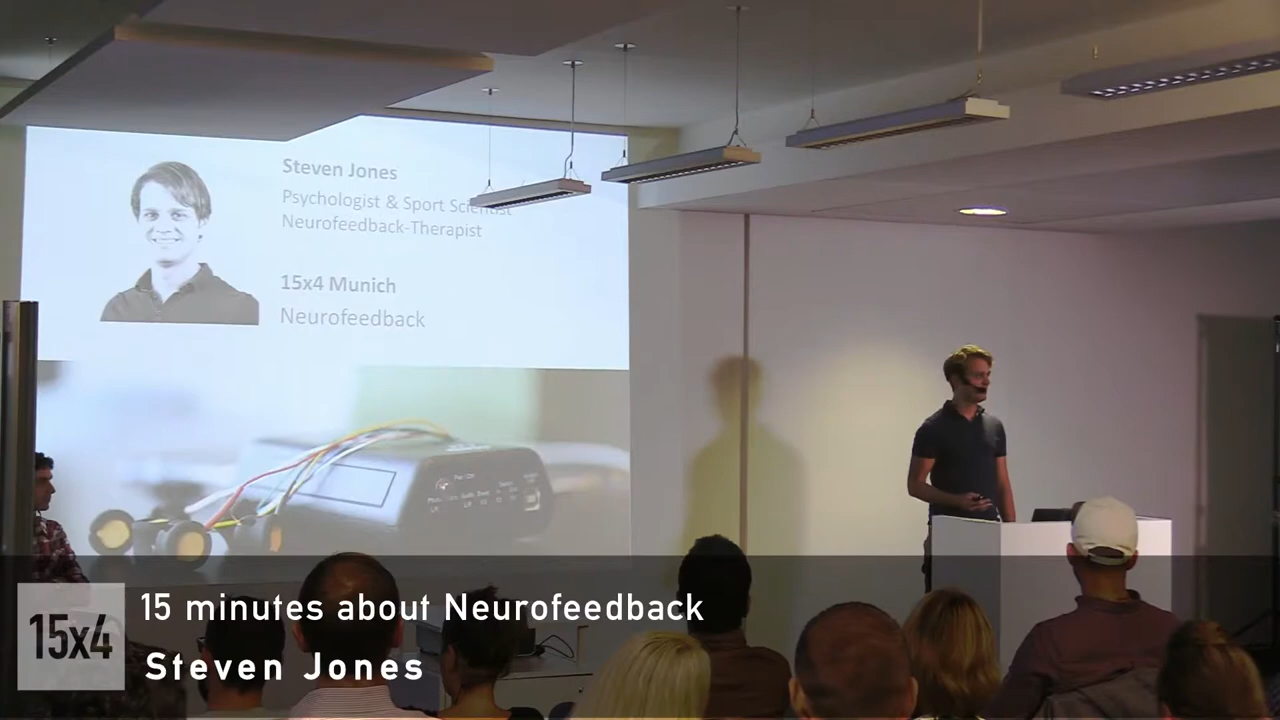 Steven Jones
Psychologist & Sport Scientist
Neurofeedback-Therapist
15x4 Munich
Neurofeedback
15x4
15 minutes about Neurofeedback
Steven Jones